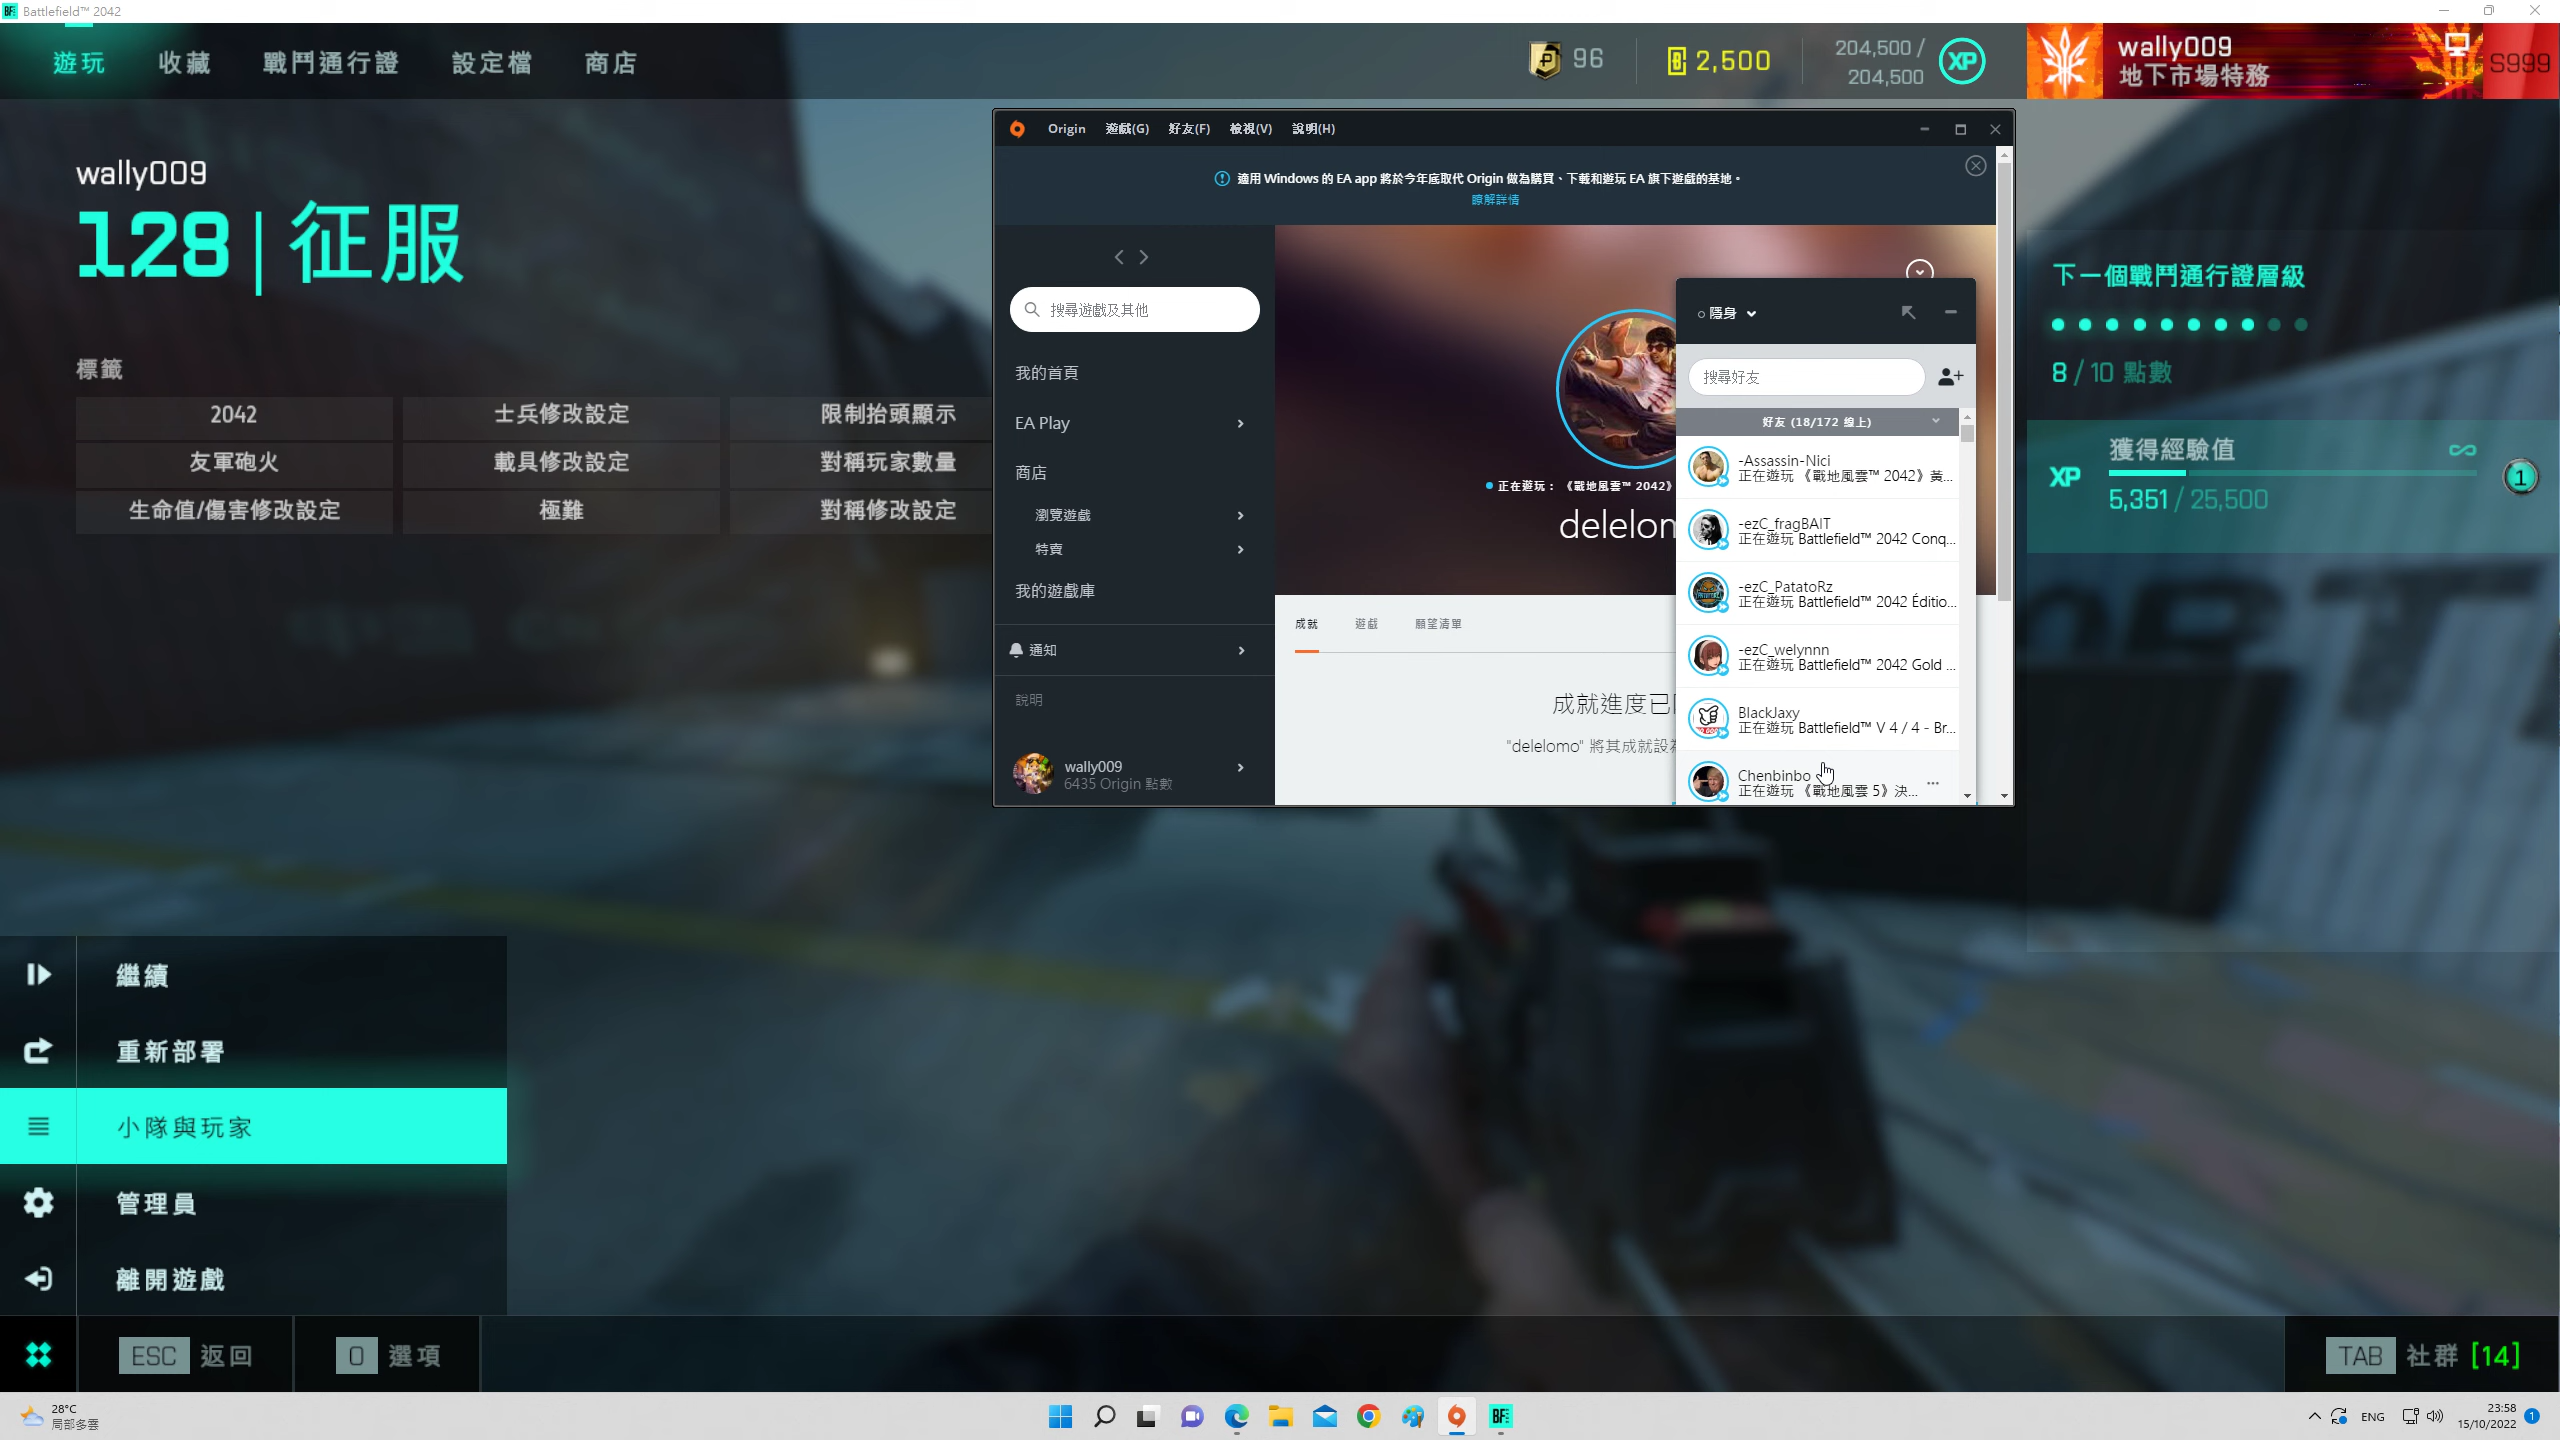 Battlefield™ 2042
遊玩
收藏
戰鬥通行證
設定檔
商店
96
2,500
204,500 /
204,500
XP
wally009
地下市場特務
S999
wally009
128 | 征服
標籤
2042
士兵修改設定
限制抬頭顯示
友軍砲火
載具修改設定
對稱玩家數量
生命值/傷害修改設定
極難
對稱修改設定
Origin
遊戲(G)
好友(F)
檢視(V)
說明(H)
適用 Windows 的 EA app 將於今年底取代 Origin 做為購買、下載和遊玩 EA 旗下遊戲的基地。
瞭解詳情
搜尋遊戲及其他
我的首頁
EA Play
商店
瀏覽遊戲
特賣
我的遊戲庫
通知
說明
wally009
6435 Origin 點數
正在遊玩： 《戰地風雲™ 2042》
delelom
成就
遊戲
願望清單
成就進度已
"delelomo" 將其成就設
隱身
搜尋好友
好友 (18/172 線上)
-Assassin-Nici
正在遊玩 《戰地風雲™ 2042》黃...
-ezC_fragBAIT
正在遊玩 Battlefield™ 2042 Conq...
-ezC_PatatoRz
正在遊玩 Battlefield™ 2042 Éditio...
-ezC_welynnn
正在遊玩 Battlefield™ 2042 Gold ...
BlackJaxy
正在遊玩 Battlefield™ V 4 / 4 - Br...
Chenbinbo
正在遊玩 《戰地風雲 5》決...
下一個戰鬥通行證層級
8 / 10 點數
XP
獲得經驗值
5,351 / 25,500
1
繼續
重新部署
小隊與玩家
管理員
離開遊戲
ESC 返回
O 選項
TAB 社群 [14]
28°C
局部多雲
ENG
23:58
15/10/2022
1